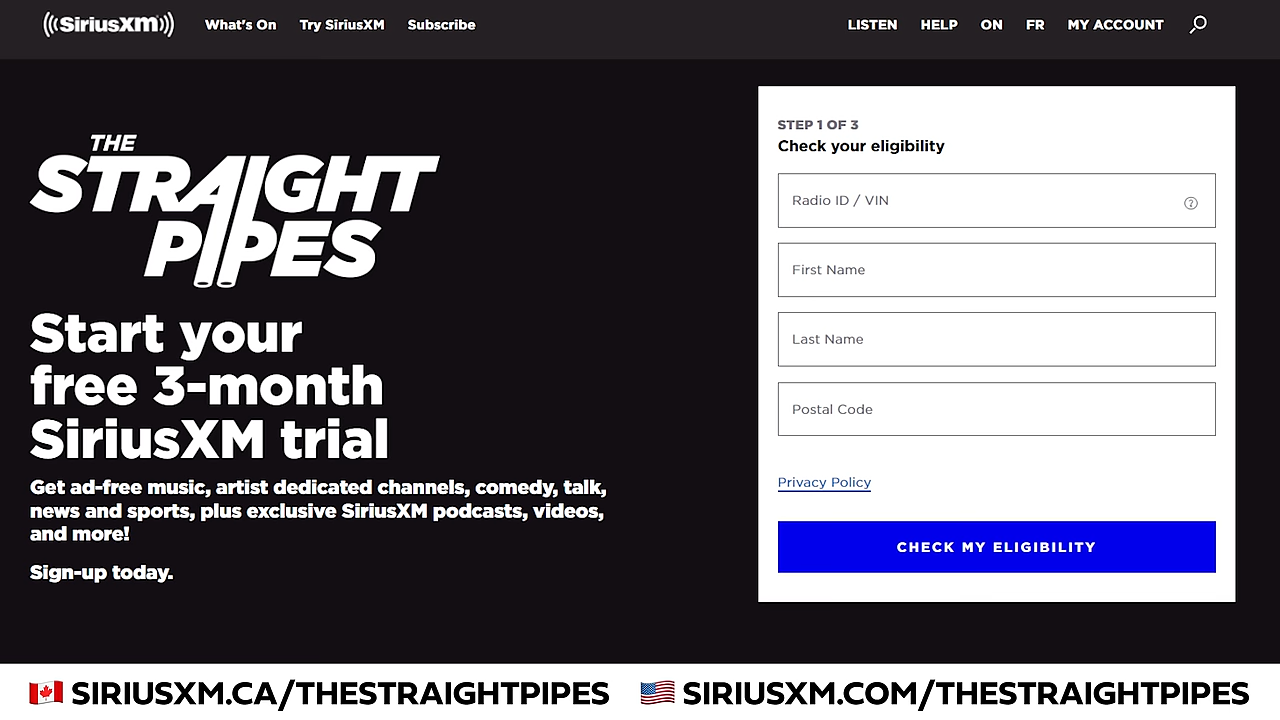 SiriusXM What's On Try SiriusXM Subscribe LISTEN HELP ON FR MY ACCOUNT
THE
STRAIGHT
PIPES
Start your
free 3-month
SiriusXM trial
Get ad-free music, artist dedicated channels, comedy, talk,
news and sports, plus exclusive SiriusXM podcasts, videos,
and more!
Sign-up today.
STEP 1 OF 3
Check your eligibility
Radio ID / VIN ?
First Name
Last Name
Postal Code
Privacy Policy
CHECK MY ELIGIBILITY
SIRIUSXM.CA/THESTRAIGHTPIPES SIRIUSXM.COM/THESTRAIGHTPIPES